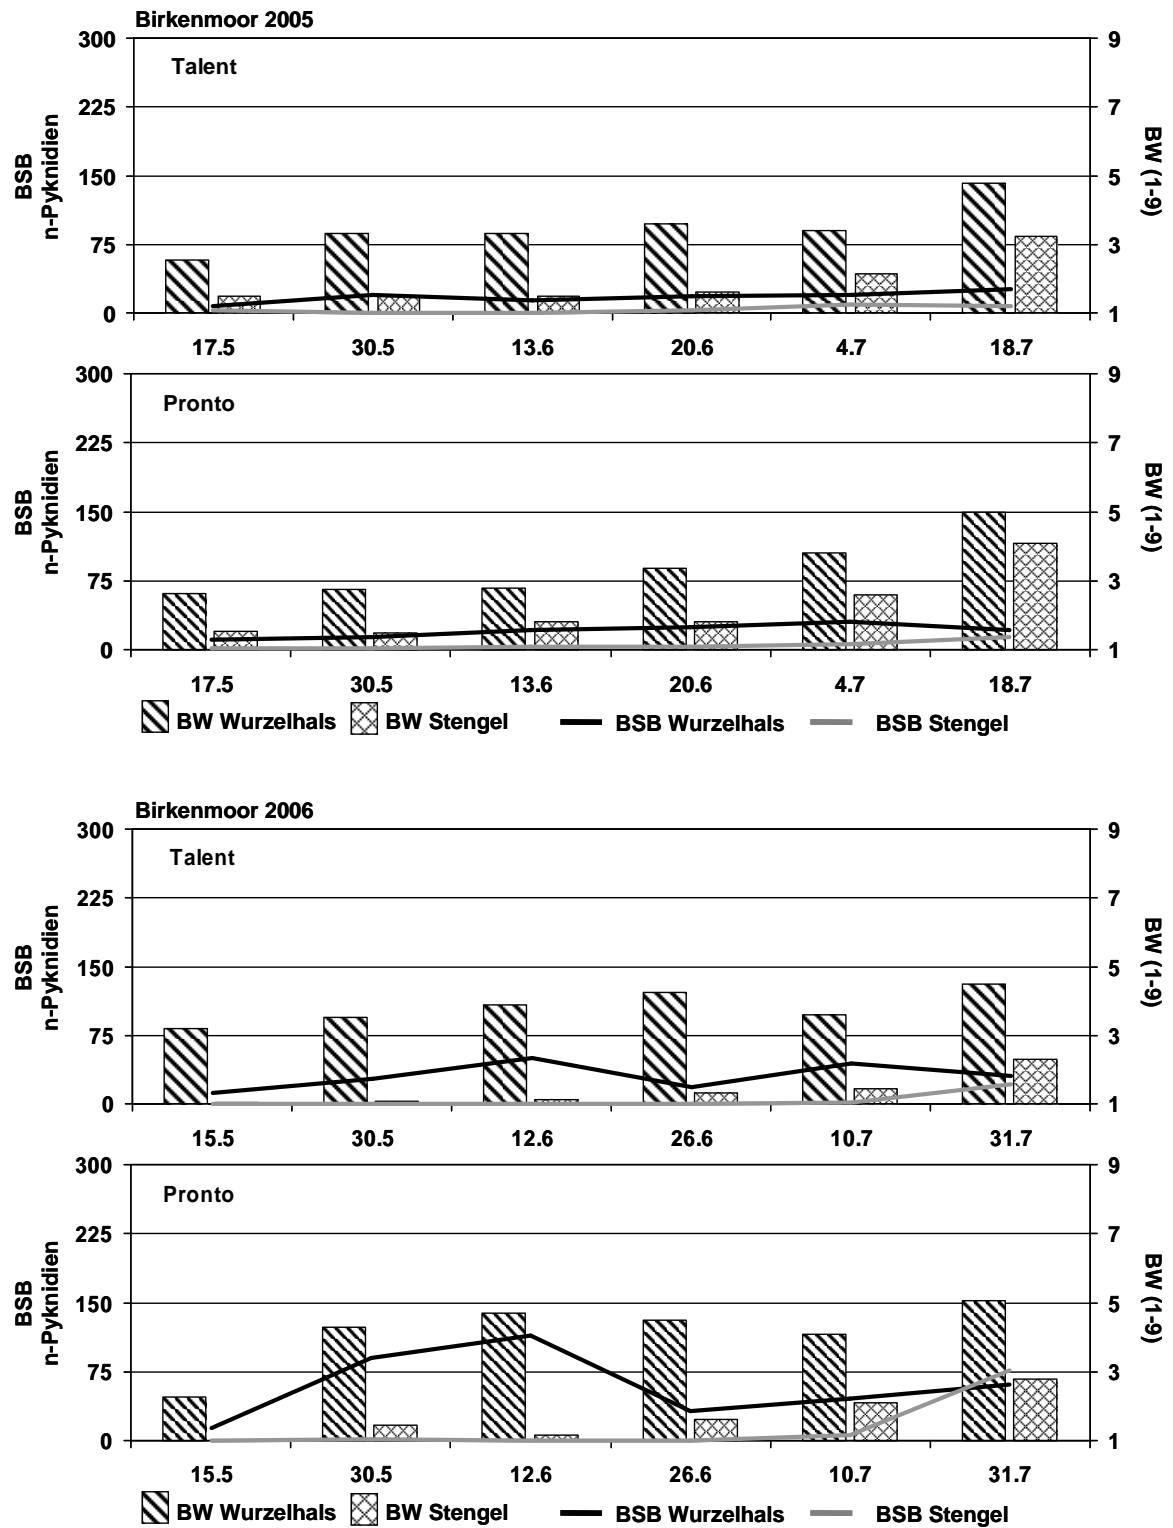 Birkenmoor 2005
Talent
300 225 150 75 0
BSB
n-Pyknidien
9 7 5 3 1
BW (1-9)
17.5 30.5 13.6 20.6 4.7 18.7
Pronto
300 225 150 75 0
BSB
n-Pyknidien
9 7 5 3 1
BW (1-9)
17.5 30.5 13.6 20.6 4.7 18.7
BW Wurzelhals BW Stengel BSB Wurzelhals BSB Stengel
Birkenmoor 2006
Talent
300 225 150 75 0
BSB
n-Pyknidien
9 7 5 3 1
BW (1-9)
15.5 30.5 12.6 26.6 10.7 31.7
Pronto
300 225 150 75 0
BSB
n-Pyknidien
9 7 5 3 1
BW (1-9)
15.5 30.5 12.6 26.6 10.7 31.7
BW Wurzelhals BW Stengel BSB Wurzelhals BSB Stengel